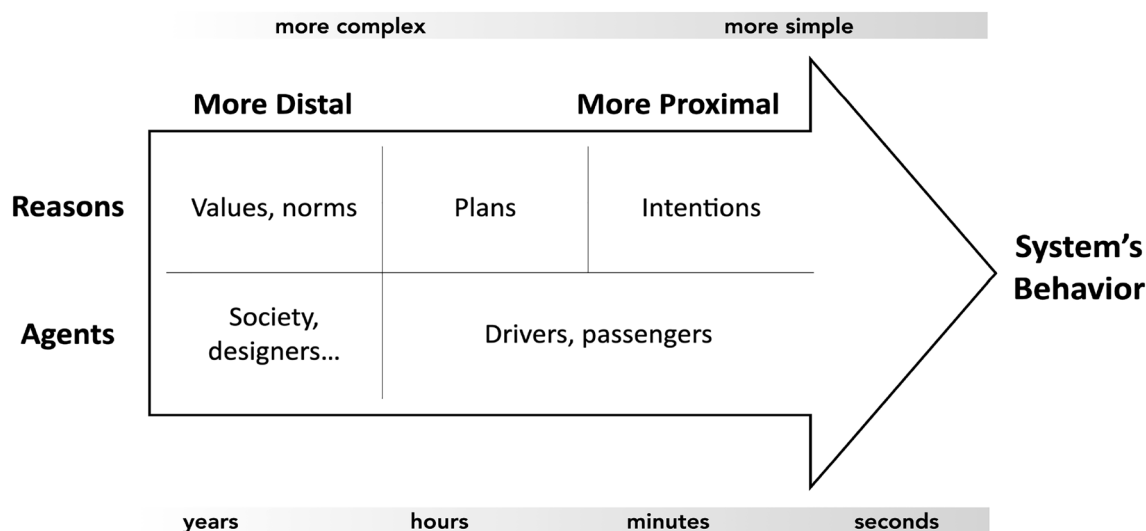 more complex more simple
More Distal More Proximal
Reasons Values, norms Plans Intentions
System's
Behavior
Agents Society,
designers... Drivers, passengers
years hours minutes seconds